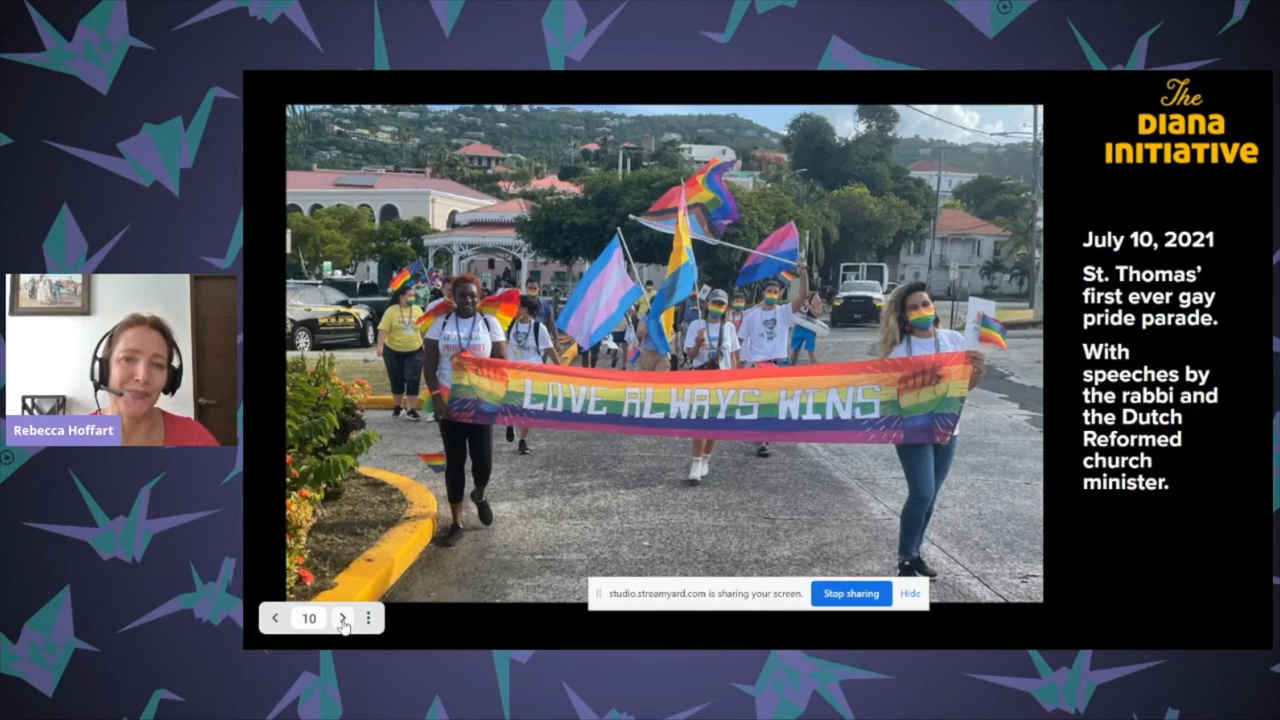 The
DIANA
INITIATIVE
July 10, 2021
St. Thomas’
first ever gay
pride parade.
With
speeches by
the rabbi and
the Dutch
Reformed
church
minister.
LOVE ALWAYS WINS
Rebecca Hoffart
studio.streamyard.com is sharing your screen.
Stop sharing
Hide
10